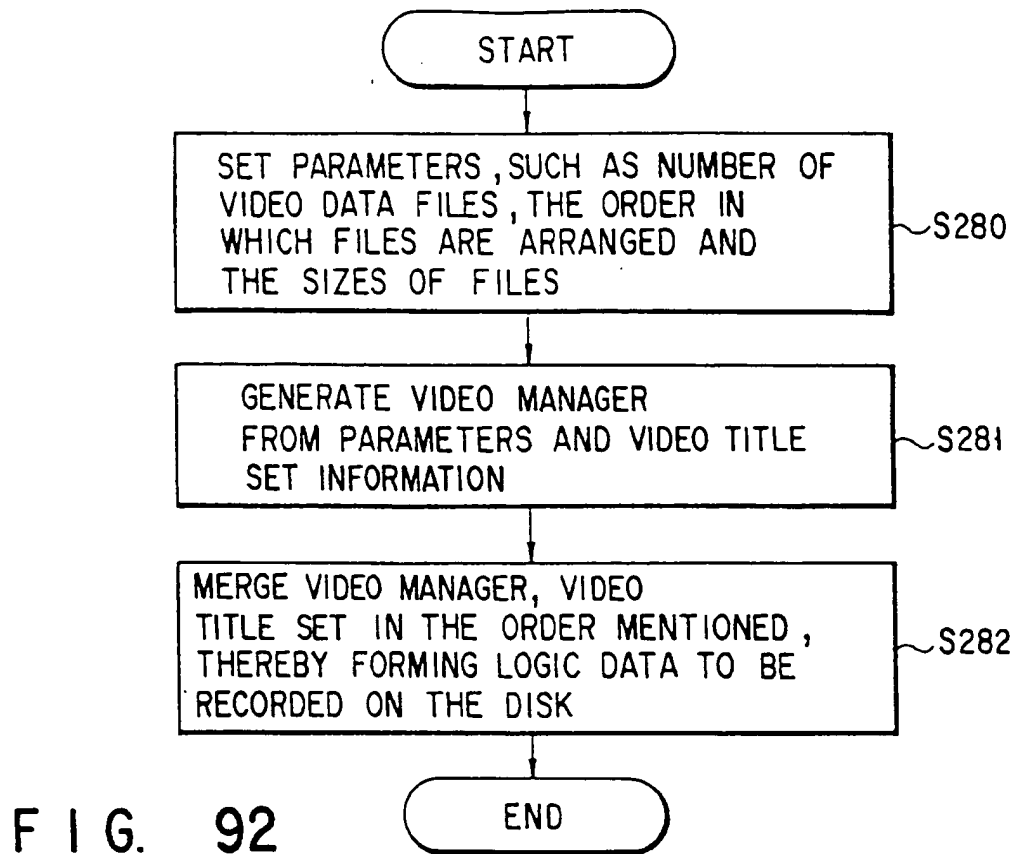 START
SET PARAMETERS, SUCH AS NUMBER OF
VIDEO DATA FILES, THE ORDER IN
WHICH FILES ARE ARRANGED AND
THE SIZES OF FILES
S280
GENERATE VIDEO MANAGER
FROM PARAMETERS AND VIDEO TITLE
SET INFORMATION
S281
MERGE VIDEO MANAGER, VIDEO
TITLE SET IN THE ORDER MENTIONED,
THEREBY FORMING LOGIC DATA TO BE
RECORDED ON THE DISK
S282
END
FIG. 92